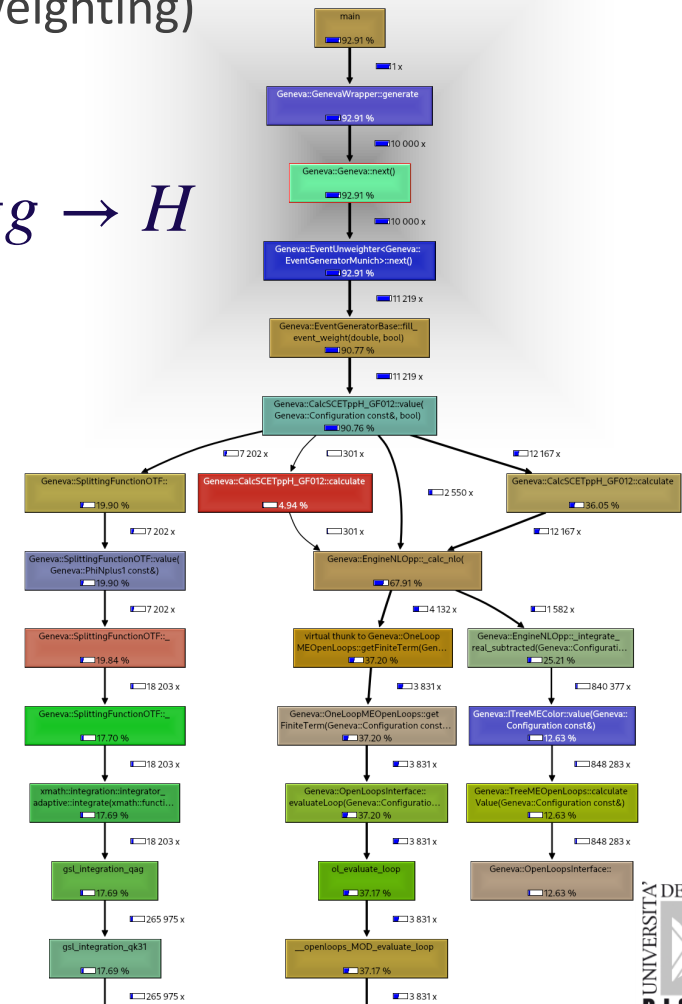 eighting)
g → H
main
92.91 %
1 x
Geneva::GenevaWrapper::generate
92.91 %
10 000 x
Geneva::Geneva::next()
92.91 %
10 000 x
Geneva::EventUnweighter<Geneva::
EventGeneratorMunich>::next()
92.91 %
11 219 x
Geneva::EventGeneratorBase::fill_
event_weight(double, bool)
90.77 %
11 219 x
Geneva::CalcSCETppH_GF012::value(
Geneva::Configuration const&, bool)
90.76 %
7 202 x
301 x
2 550 x
12 167 x
Geneva::SplittingFunctionOTF::
19.90 %
Geneva::CalcSCETppH_GF012::calculate
4.94 %
Geneva::CalcSCETppH_GF012::calculate
36.05 %
7 202 x
301 x
12 167 x
Geneva::SplittingFunctionOTF::value(
Geneva::PhiNplus1 const&)
19.90 %
Geneva::EngineNLOpp::_calc_nlo(
67.91 %
7 202 x
4 132 x
1 582 x
Geneva::SplittingFunctionOTF::_
19.84 %
virtual thunk to Geneva::OneLoop
MEOpenLoops::getFiniteTerm(Gen...
37.20 %
Geneva::EngineNLOpp::_integrate_
real_subtracted(Geneva::Configurati...
25.21 %
18 203 x
3 831 x
840 377 x
Geneva::SplittingFunctionOTF::_
17.70 %
Geneva::OneLoopMEOpenLoops::get
FiniteTerm(Geneva::Configuration const...
37.20 %
Geneva::ITreeMEColor::value(Geneva::
Configuration const&)
12.63 %
18 203 x
3 831 x
848 283 x
xmath::integration::integrator_
adaptive::integrate(xmath::functi...
17.69 %
Geneva::OpenLoopsInterface::
evaluateLoop(Geneva::Configuratio...
37.20 %
Geneva::TreeMEOpenLoops::calculate
Value(Geneva::Configuration const&)
12.63 %
18 203 x
3 831 x
848 283 x
gsl_integration_qag
17.69 %
ol_evaluate_loop
37.17 %
Geneva::OpenLoopsInterface::
12.63 %
265 975 x
3 831 x
gsl_integration_qk31
17.69 %
__openloops_MOD_evaluate_loop
37.17 %
265 975 x
3 831 x
UNIVERSITÀ
DE